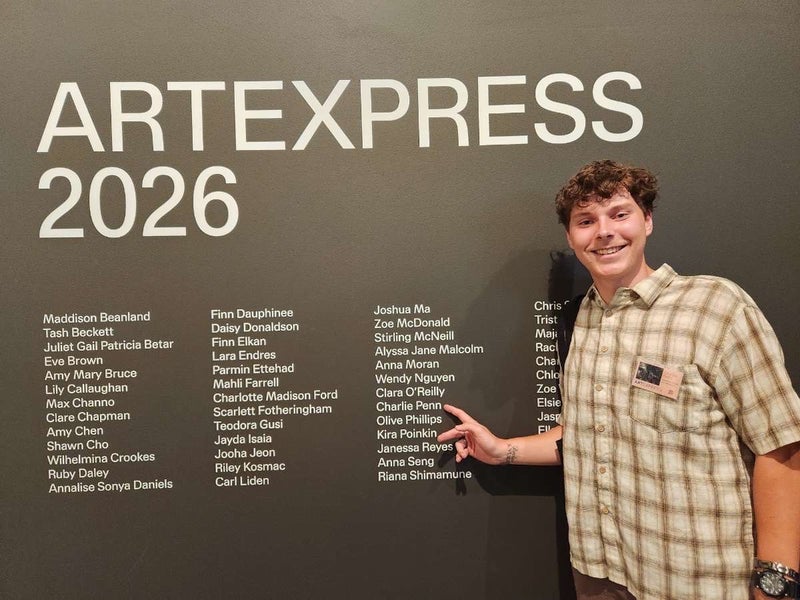 ARTEXPRESS
2026
Maddison Beanland
Tash Beckett
Juliet Gail Patricia Betar
Eve Brown
Amy Mary Bruce
Lily Callaughan
Max Channo
Clare Chapman
Amy Chen
Shawn Cho
Wilhelmina Crookes
Ruby Daley
Annalise Sonya Daniels
Finn Dauphinee
Daisy Donaldson
Finn Elkan
Lara Endres
Parmin Ettehad
Mahli Farrell
Charlotte Madison Ford
Scarlett Fotheringham
Teodora Gusi
Jayda Isaia
Jooha Jeon
Riley Kosmac
Carl Liden
Joshua Ma
Zoe McDonald
Stirling McNeill
Alyssa Jane Malcolm
Anna Moran
Wendy Nguyen
Clara O'Reilly
Charlie Penn
Olive Phillips
Kira Poinkin
Janessa Reyes
Anna Seng
Riana Shimamune
Chris
Zoe